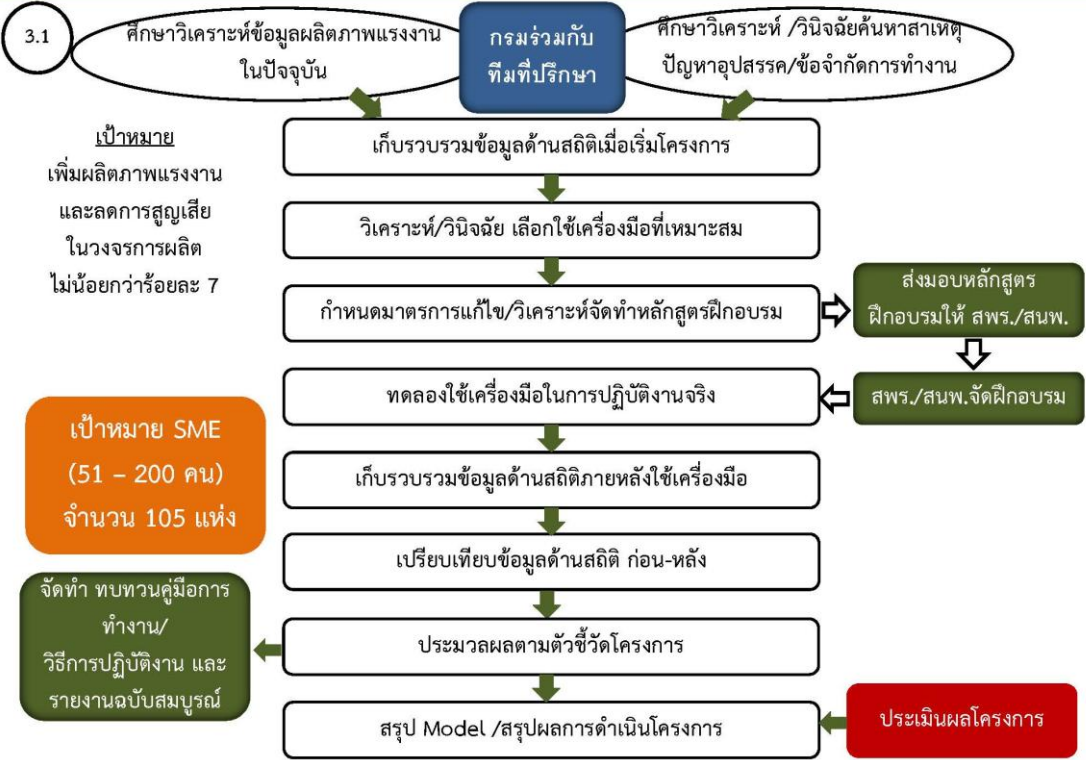 3.1
ศึกษาวิเคราะห์ข้อมูลผลิตภาพแรงงาน
ในปัจจุบัน
กรมร่วมกับ
ทีมที่ปรึกษา
ศึกษาวิเคราะห์ /วินิจฉัยค้นหาสาเหตุ
ปัญหาอุปสรรค/ข้อจำกัดการทำงาน
เป้าหมาย
เพิ่มผลิตภาพแรงงาน
และลดการสูญเสีย
ในวงจรการผลิต
ไม่น้อยกว่าร้อยละ 7
เก็บรวบรวมข้อมูลด้านสถิติเมื่อเริ่มโครงการ
วิเคราะห์/วินิจฉัย เลือกใช้เครื่องมือที่เหมาะสม
กำหนดมาตรการแก้ไข/วิเคราะห์จัดทำหลักสูตรฝึกอบรม
ส่งมอบหลักสูตร
ฝึกอบรมให้ สพร./สนพ.
สพร./สนพ.จัดฝึกอบรม
ทดลองใช้เครื่องมือในการปฏิบัติงานจริง
เป้าหมาย SME
(51 – 200 คน)
จำนวน 105 แห่ง
เก็บรวบรวมข้อมูลด้านสถิติภายหลังใช้เครื่องมือ
เปรียบเทียบข้อมูลด้านสถิติ ก่อน-หลัง
ประมวลผลตามตัวชี้วัดโครงการ
จัดทำ ทบทวนคู่มือการ
ทำงาน/
วิธีการปฏิบัติงาน และ
รายงานฉบับสมบูรณ์
สรุป Model /สรุปผลการดำเนินโครงการ
ประเมินผลโครงการ